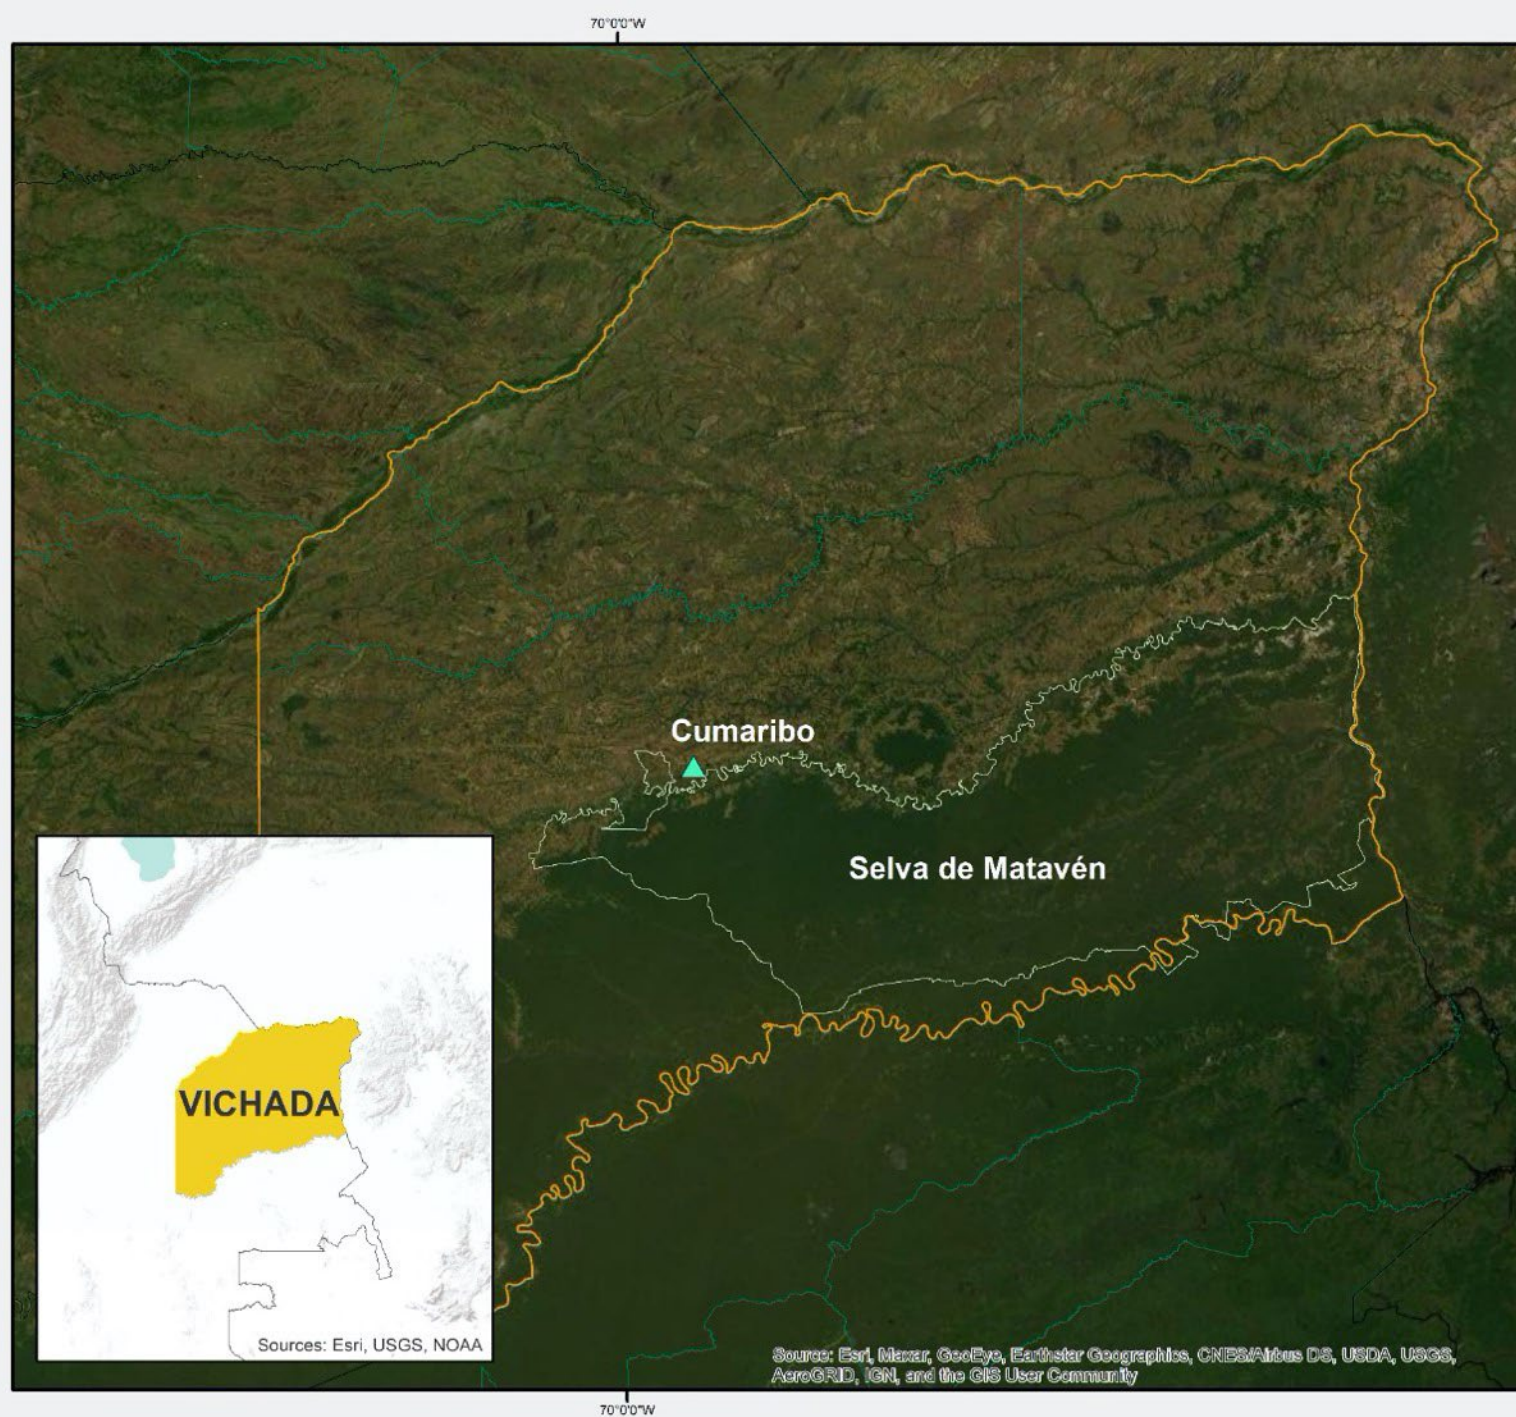 70°0'0"W
Cumaribo
Selva de Matavén
VICHADA
Sources: Esri, USGS, NOAA
Source: Esri, Maxar, GeoEye, Earthstar Geographics, CNES/Airbus DS, USDA, USGS,
AeroGRID, IGN, and the GIS User Community
70°0'0"W